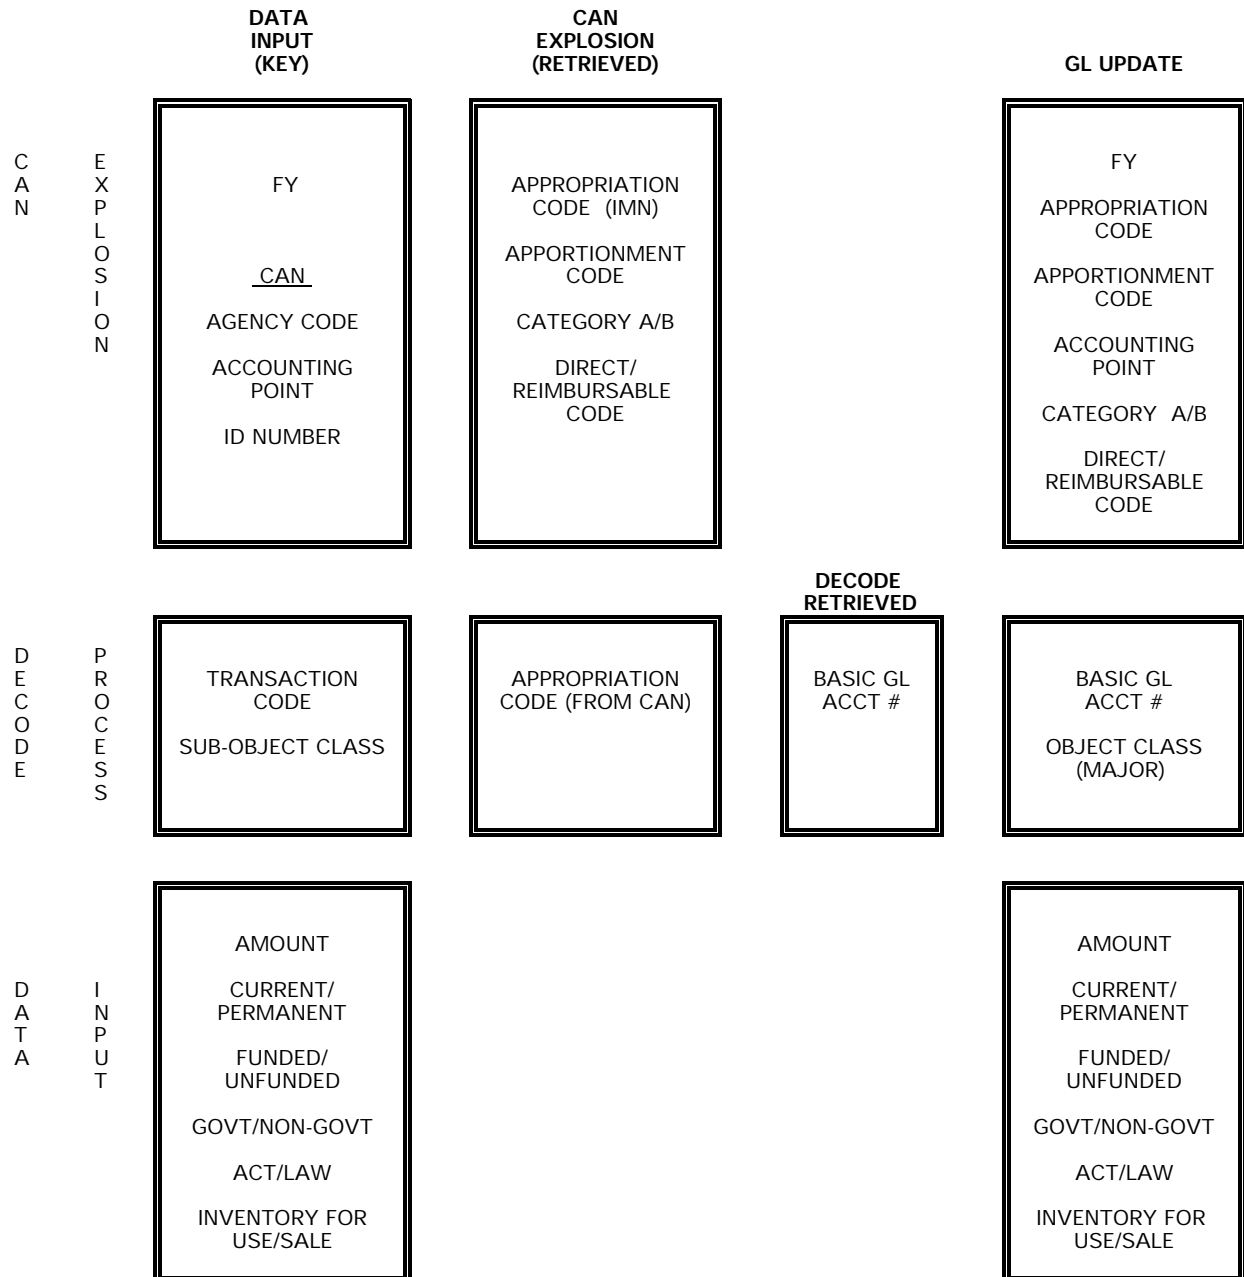 DATA
INPUT
(KEY)
CAN
EXPLOSION
(RETRIEVED)
GL UPDATE
CAN
EXPLOSION
FY
CAN
AGENCY CODE
ACCOUNTING
POINT
ID NUMBER
APPROPRIATION
CODE (IMN)
APPORTIONMENT
CODE
CATEGORY A/B
DIRECT/
REIMBURSABLE
CODE
FY
APPROPRIATION
CODE
APPORTIONMENT
CODE
ACCOUNTING
POINT
CATEGORY A/B
DIRECT/
REIMBURSABLE
CODE
DECODE
RETRIEVED
DECODE
PROCESS
TRANSACTION
CODE
SUB-OBJECT CLASS
APPROPRIATION
CODE (FROM CAN)
BASIC GL
ACCT #
BASIC GL
ACCT #
OBJECT CLASS
(MAJOR)
DATA
INPUT
AMOUNT
CURRENT/
PERMANENT
FUNDED/
UNFUNDED
GOVT/NON-GOVT
ACT/LAW
INVENTORY FOR
USE/SALE
AMOUNT
CURRENT/
PERMANENT
FUNDED/
UNFUNDED
GOVT/NON-GOVT
ACT/LAW
INVENTORY FOR
USE/SALE